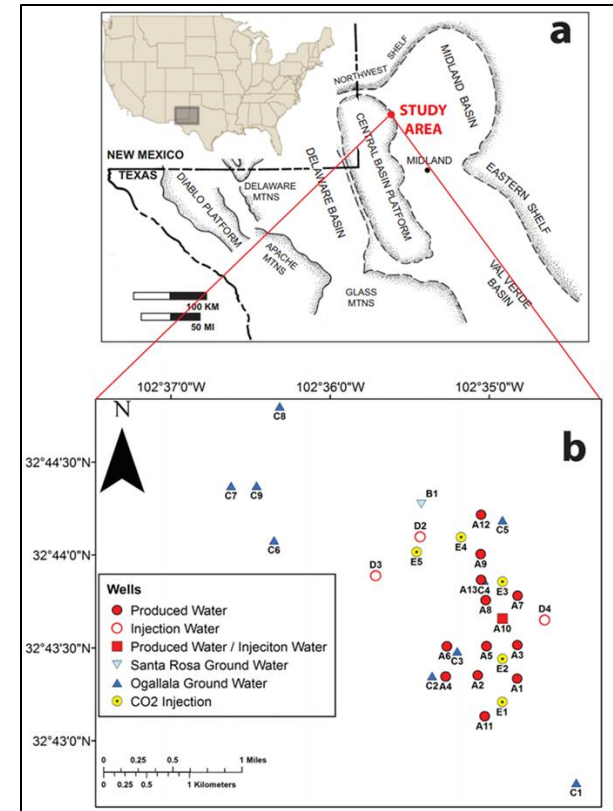 a
NORTHWEST SHELF
MIDLAND BASIN
STUDY AREA
CENTRAL BASIN PLATFORM
MIDLAND
NEW MEXICO
TEXAS
DELAWARE BASIN
DELAWARE MTNS
DIABLO PLATFORM
EASTERN SHELF
APACHE MTNS
GLASS MTNS
VAL VERDE BASIN
100 KM
50 MI
102°37'0"W
102°36'0"W
102°35'0"W
N
b
C8
32°44'30"N
C7
C9
B1
D2
E4
A12
C5
C6
E5
A9
32°44'0"N
D3
A13
C4
E3
A8
A7
D4
A10
32°43'30"N
A6
C3
A5
A3
E2
C2
A4
A2
A1
E1
A11
32°43'0"N
C1
Wells
Produced Water
Injection Water
Produced Water / Injeciton Water
Santa Rosa Ground Water
Ogallala Ground Water
CO2 Injection
0 0.25 0.5 1 Miles
0 0.25 0.5 1 Kilometers